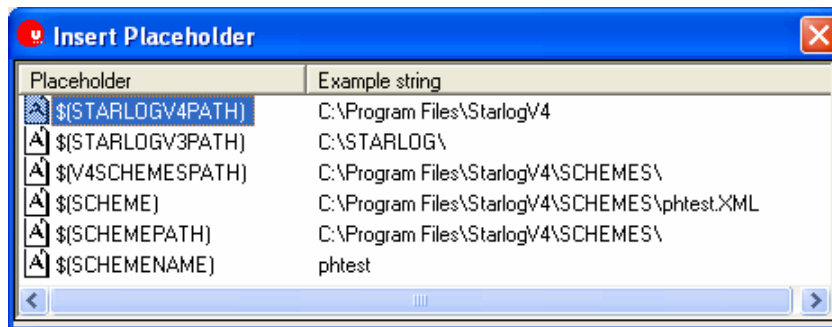 Insert Placeholder
Placeholder Example string
$(STARLOGV4PATH) C:\Program Files\StarlogV4
$(STARLOGV3PATH) C:\STARLOG\
$(V4SCHEMESPATH) C:\Program Files\StarlogV4\SCHEMES\
$(SCHEME) C:\Program Files\StarlogV4\SCHEMES\phtest.XML
$(SCHEMEPATH) C:\Program Files\StarlogV4\SCHEMES\
$(SCHEMENAME) phtest